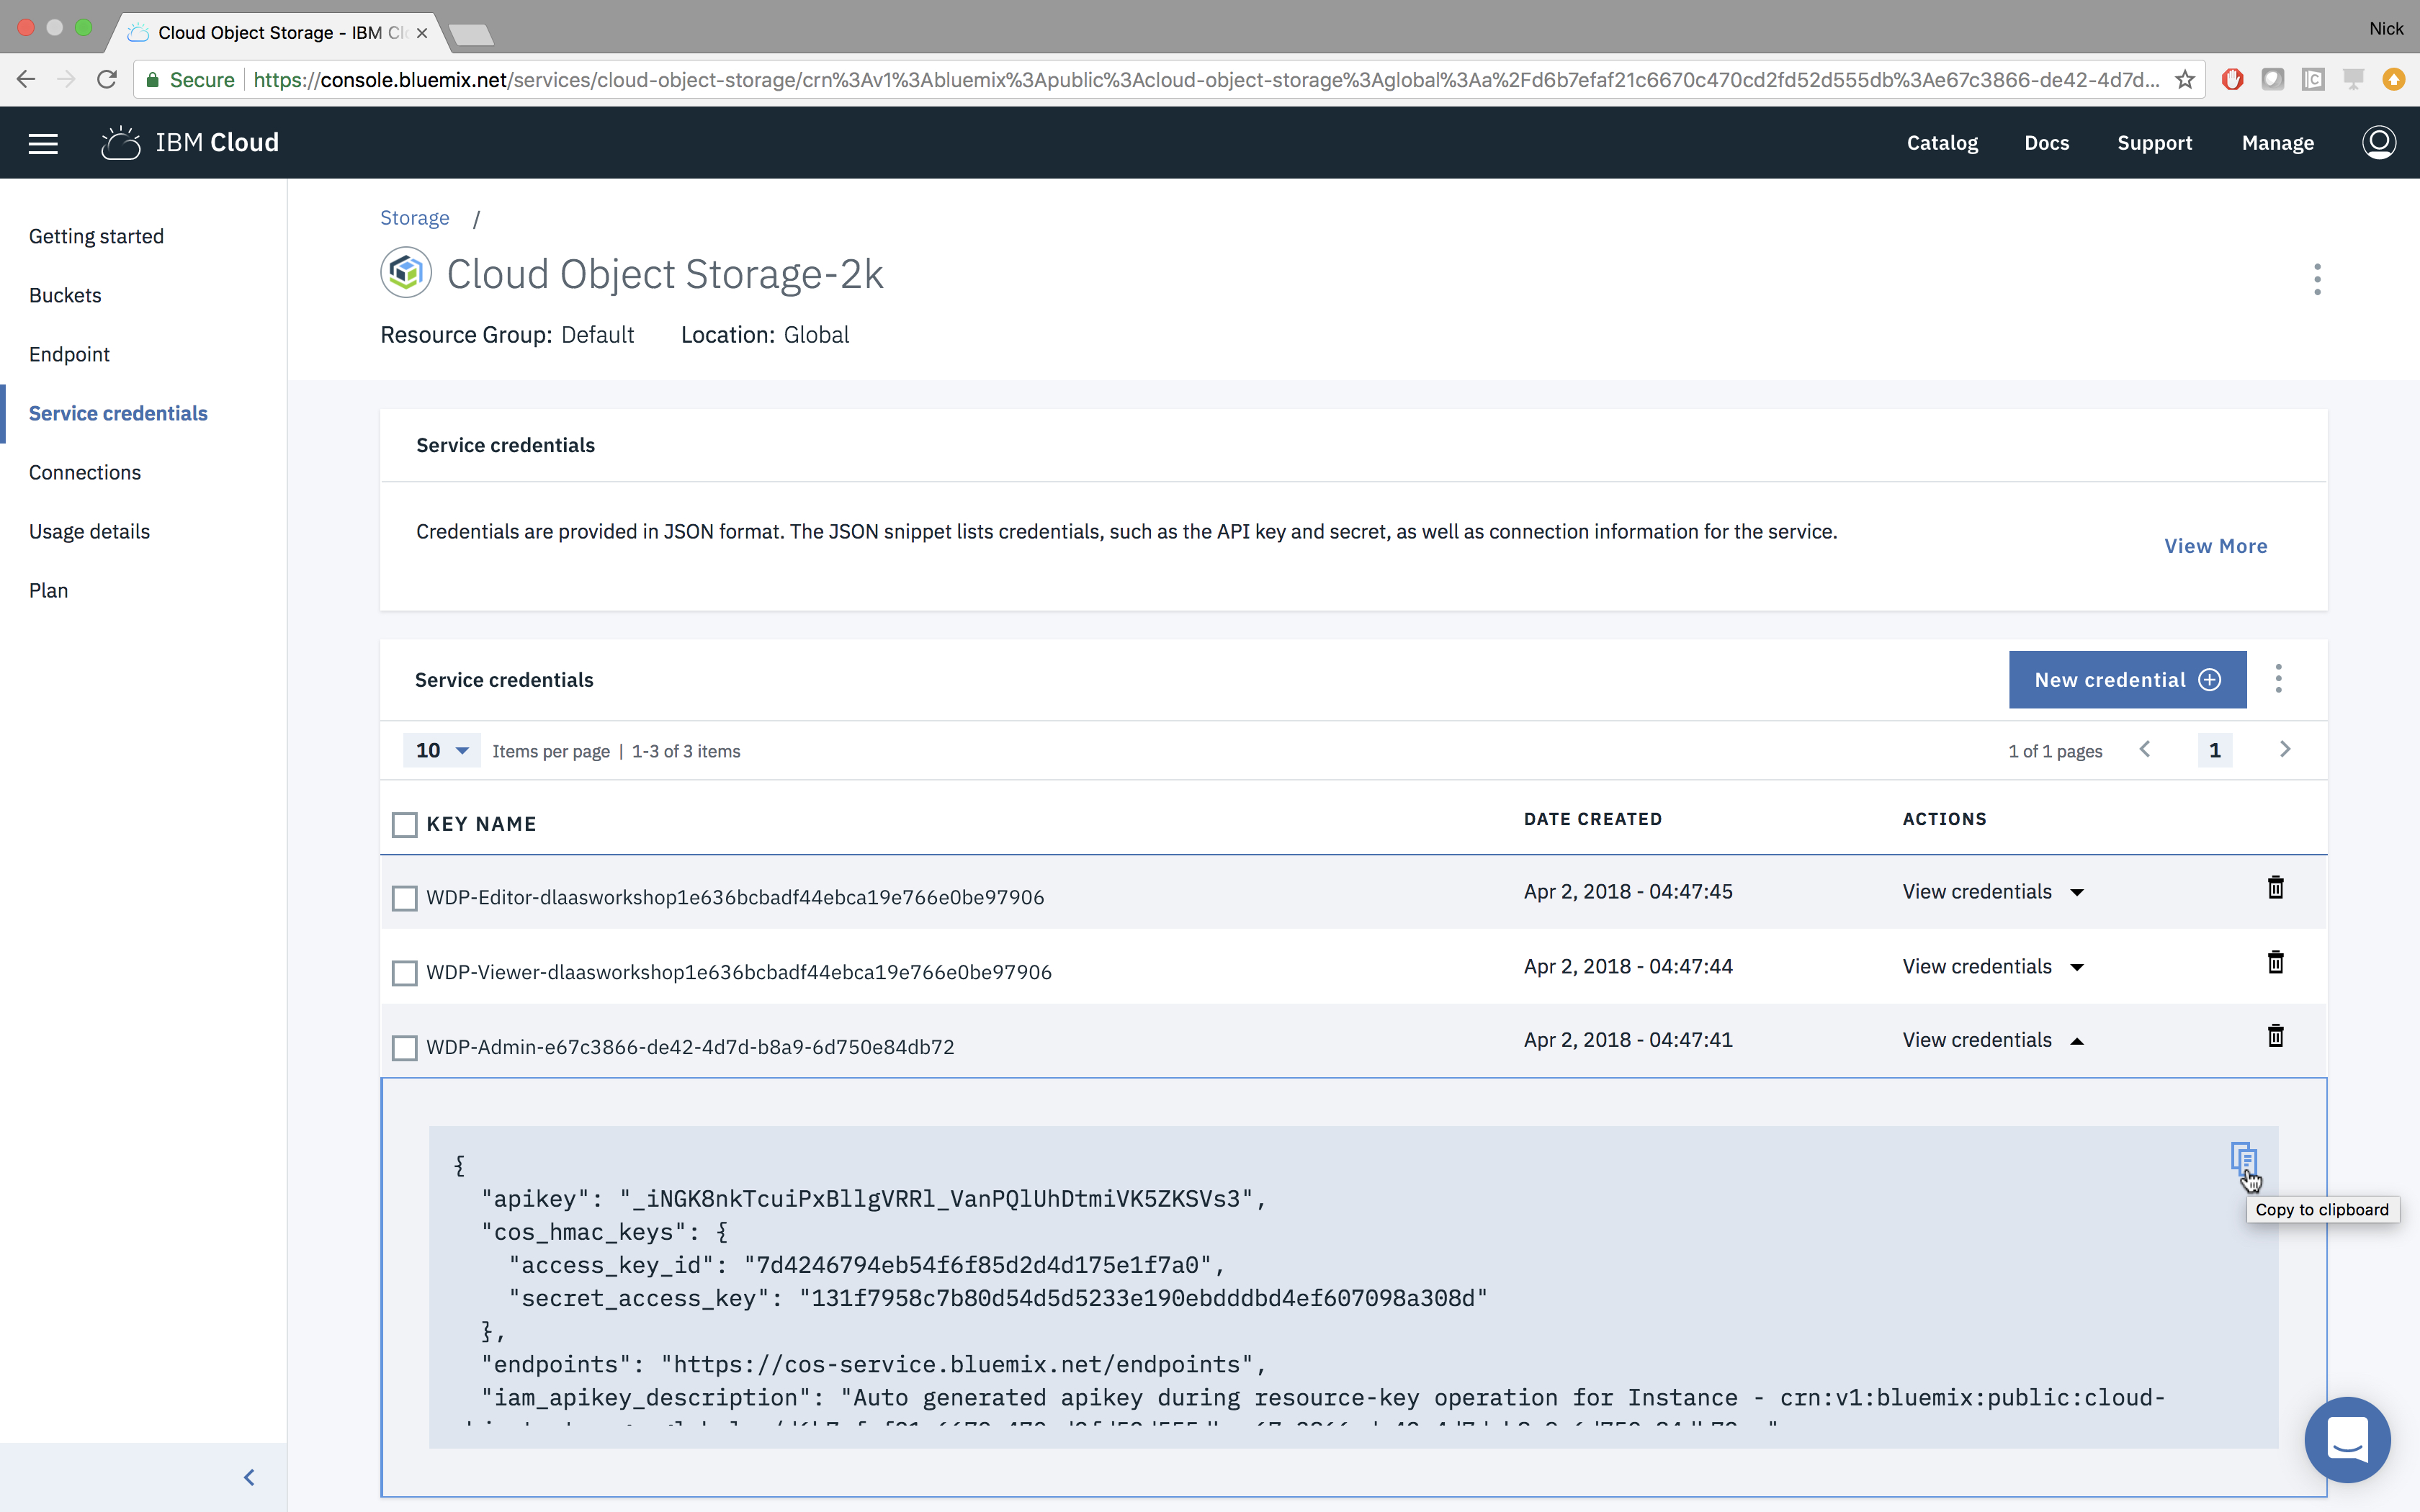 Cloud Object Storage - IBM Cl
Nick
Secure https://console.bluemix.net/services/cloud-object-storage/crn%3Av1%3Abluemix%3Apublic%3Acloud-object-storage%3Aglobal%3Aa%2Fd6b7efaf21c6670c470cd2fd52d555db%3Ae67c3866-de42-4d7d...
IBM Cloud
Catalog
Docs
Support
Manage
Getting started
Buckets
Endpoint
Service credentials
Connections
Usage details
Plan
Storage /
Cloud Object Storage-2k
Resource Group: Default Location: Global
Service credentials
Credentials are provided in JSON format. The JSON snippet lists credentials, such as the API key and secret, as well as connection information for the service.
View More
Service credentials
New credential
10 Items per page | 1-3 of 3 items
1 of 1 pages 1
KEY NAME DATE CREATED ACTIONS
WDP-Editor-dlaasworkshop1e636bcbadf44ebca19e766e0be97906 Apr 2, 2018 - 04:47:45 View credentials
WDP-Viewer-dlaasworkshop1e636bcbadf44ebca19e766e0be97906 Apr 2, 2018 - 04:47:44 View credentials
WDP-Admin-e67c3866-de42-4d7d-b8a9-6d750e84db72 Apr 2, 2018 - 04:47:41 View credentials
{
"apikey": "_iNGK8nkTcuiPxBllgVRRl_VanPQlUhDtmiVK5ZKSVs3",
"cos_hmac_keys": {
"access_key_id": "7d4246794eb54f6f85d2d4d175e1f7a0",
"secret_access_key": "131f7958c7b80d54d5d5233e190ebdddbd4ef607098a308d"
},
"endpoints": "https://cos-service.bluemix.net/endpoints",
"iam_apikey_description": "Auto generated apikey during resource-key operation for Instance - crn:v1:bluemix:public:cloud-
Copy to clipboard